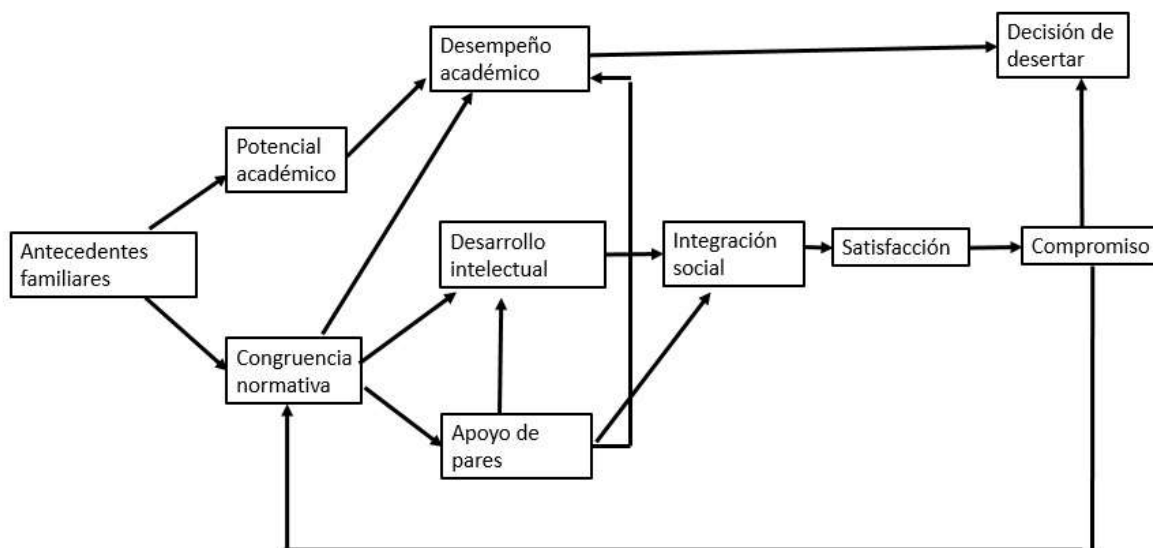 Desempeño
académico
Decisión de
desertar
Potencial
académico
Antecedentes
familiares
Desarrollo
intelectual
Integración
social
Satisfacción
Compromiso
Congruencia
normativa
Apoyo de
pares